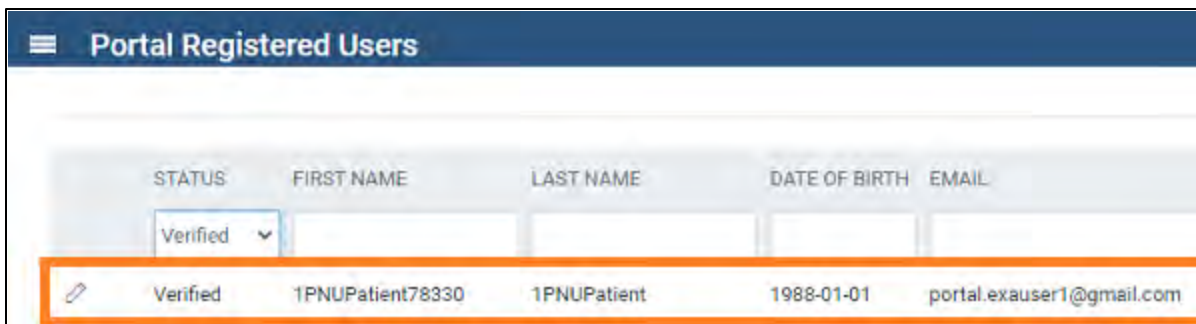 Portal Registered Users
STATUS FIRST NAME LAST NAME DATE OF BIRTH EMAIL
Verified
Verified 1PNUPatient78330 1PNUPatient 1988-01-01 portal.exauser1@gmail.com